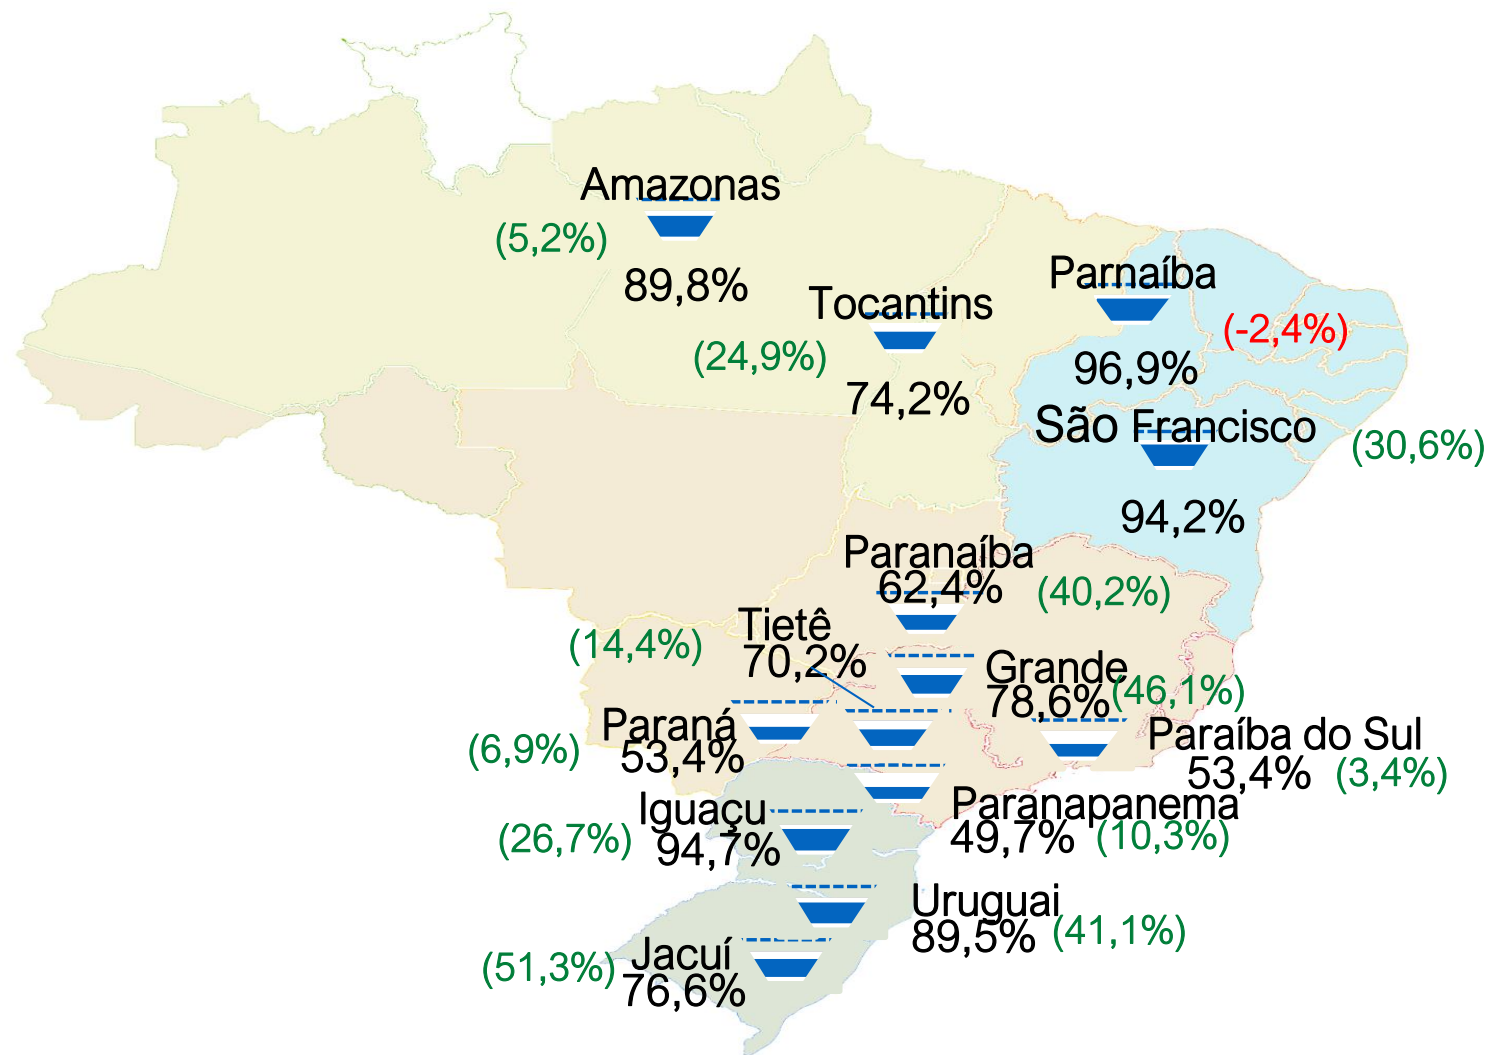 Amazonas
(5,2%)
89,8%
Parnaíba
(-2,4%)
96,9%
Tocantins
(24,9%)
74,2%
São Francisco
(30,6%)
94,2%
Paranaíba
62,4%
(40,2%)
Tietê
(14,4%)
70,2%
Grande
78,6%
(46,1%)
Paraná
(6,9%)
53,4%
Paraíba do Sul
53,4% (3,4%)
Iguaçu
(26,7%)
94,7%
Paranapanema
49,7% (10,3%)
Uruguai
89,5% (41,1%)
Jacuí
(51,3%)
76,6%